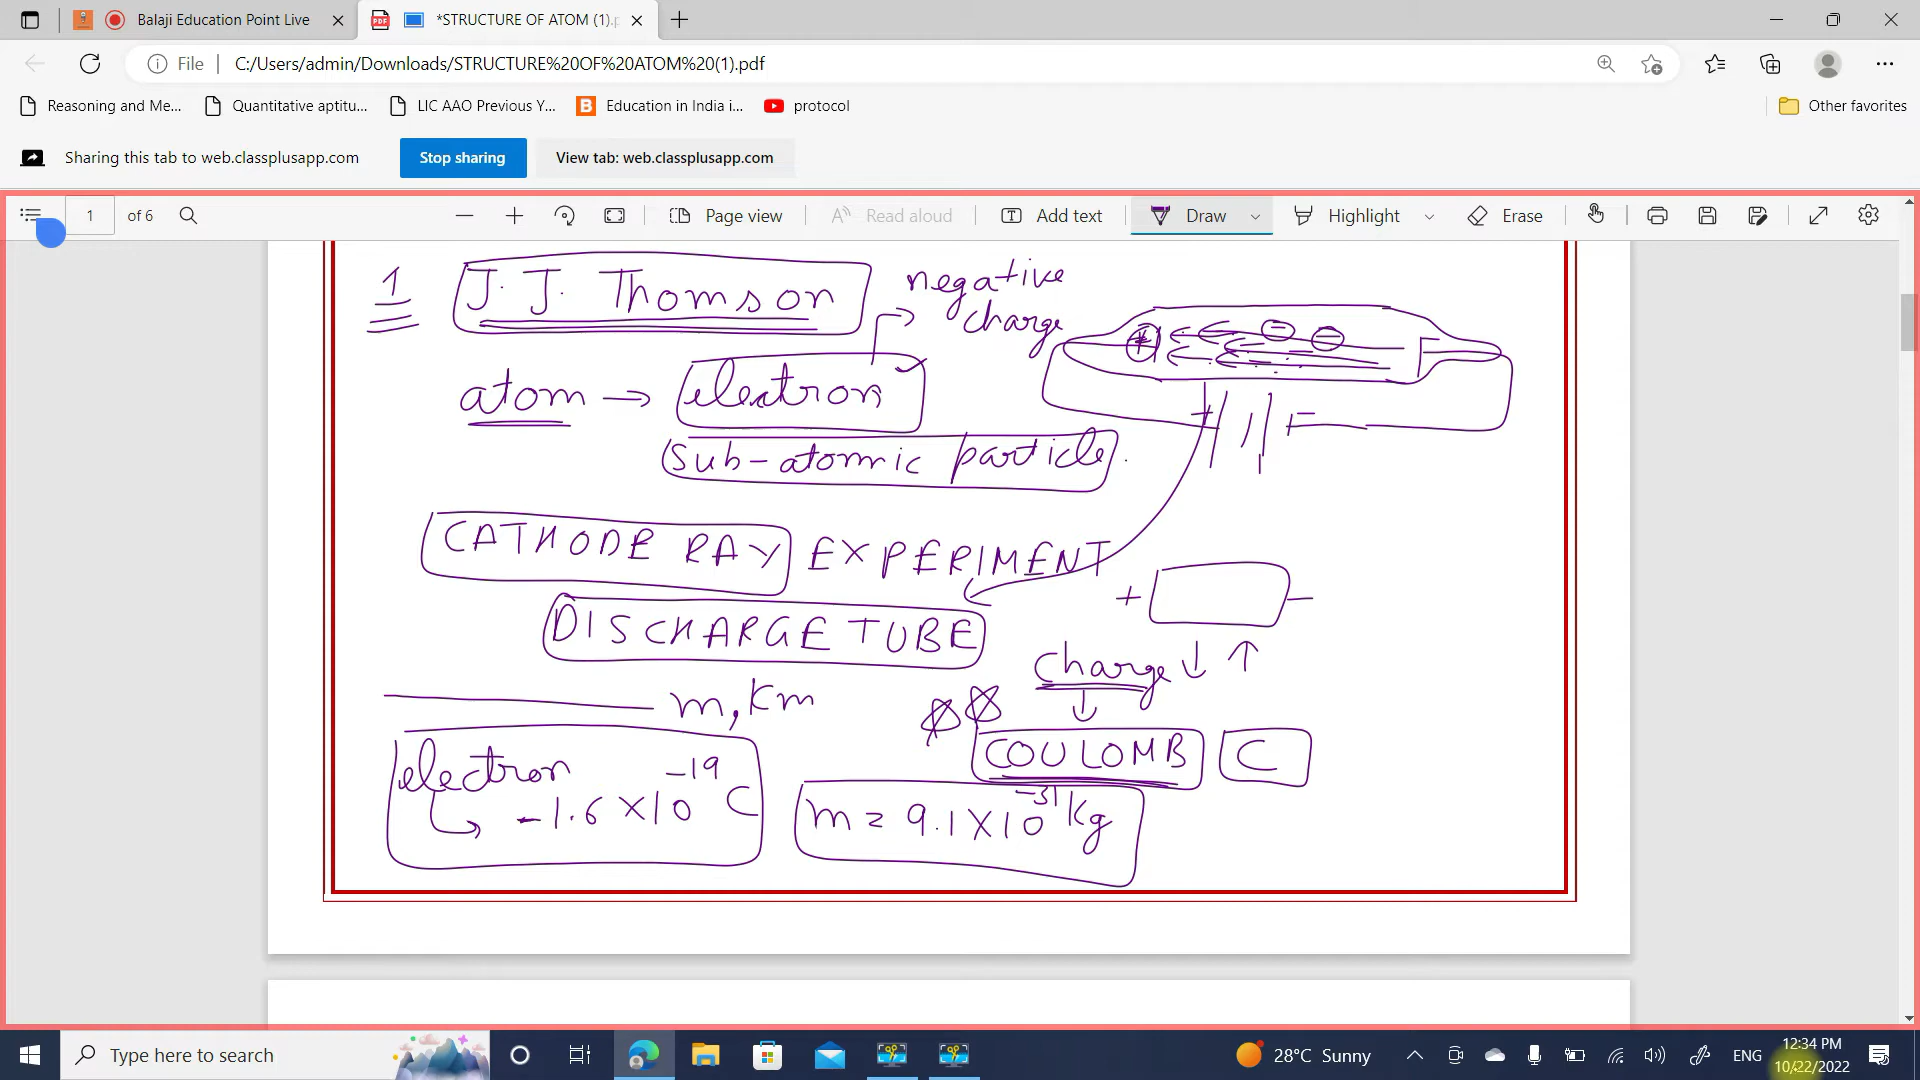 Balaji Education Point Live
*STRUCTURE OF ATOM (1).p
File
C:/Users/admin/Downloads/STRUCTURE%20OF%20ATOM%20(1).pdf
Reasoning and Me...
Quantitative aptitu...
LIC AAO Previous Y...
Education in India i...
protocol
Other favorites
Sharing this tab to web.classplusapp.com
Stop sharing
View tab: web.classplusapp.com
1 of 6
Page view
Read aloud
Add text
Draw
Highlight
Erase
1 J. J. Thomson
negative
charge
atom → electron
sub-atomic particle
CATHODE RAY EXPERIMENT
DISCHARGE TUBE
+ −
Charge ↓ ↑
m, km
COULOMB C
electron
-1.6 X 10⁻¹⁹ C
m = 9.1 X 10⁻³¹ kg
Type here to search
28°C Sunny
ENG
12:34 PM
10/22/2022